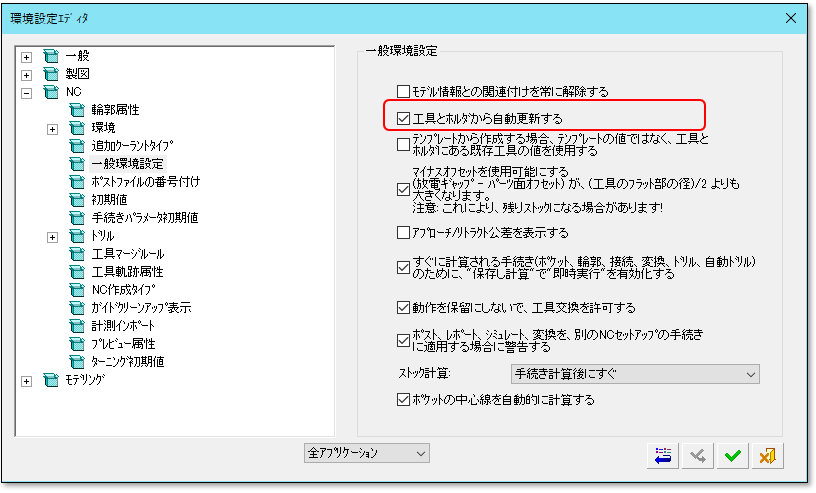 環境設定ｴﾃﾞｨﾀ
一般
製図
NC
輪郭属性
環境
追加ｸｰﾗﾝﾄﾀｲﾌﾟ
一般環境設定
ﾎﾟｽﾄﾌｧｲﾙの番号付け
初期値
手続きﾊﾟﾗﾒｰﾀ初期値
ﾄﾞﾘﾙ
工具ﾏｰｼﾞﾙｰﾙ
工具軌跡属性
NC作成ﾀｲﾌﾟ
ｶﾞｲﾄﾞｸﾘｰﾝｱｯﾌﾟ表示
計測ｲﾝﾎﾟｰﾄ
ﾌﾟﾚﾋﾞｭｰ属性
ﾀｰﾆﾝｸﾞ初期値
ﾓﾃﾞﾘﾝｸﾞ
一般環境設定
ﾓﾃﾞﾙ情報との関連付けを常に解除する
工具とﾎﾙﾀﾞから自動更新する
ﾃﾝﾌﾟﾚｰﾄから作成する場合、ﾃﾝﾌﾟﾚｰﾄの値ではなく、工具と
ﾎﾙﾀﾞにある既存工具の値を使用する
ﾏｲﾅｽｵﾌｾｯﾄを使用可能にする
(放電ｷﾞｬｯﾌﾟ - ﾊﾟｰﾂ面ｵﾌｾｯﾄ) が、(工具のﾌﾗｯﾄ部の径)/2 よりも
大きくなります。
注意: これにより、残りｽﾄｯｸになる場合があります!
ｱﾌﾟﾛｰﾁ/ﾘﾄﾗｸﾄ公差を表示する
すぐに計算される手続き(ﾎﾟｹｯﾄ、輪郭、接続、変換、ﾄﾞﾘﾙ、自動ﾄﾞﾘﾙ)
のために、"保存し計算"で"即時実行"を有効化する
動作を保留にしないで、工具交換を許可する
ﾎﾟｽﾄ、ﾚﾎﾟｰﾄ、ｼﾐｭﾚｰﾄ、変換を、別のNCｾｯﾄｱｯﾌﾟの手続き
に適用する場合に警告する
ｽﾄｯｸ計算:
手続き計算後にすぐ
ﾎﾟｹｯﾄの中心線を自動的に計算する
全ｱﾌﾟﾘｹｰｼｮﾝ